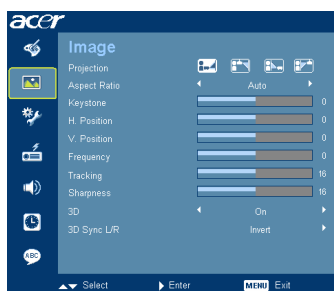 acer
Image
Projection
Aspect Ratio Auto
Keystone 0
H. Position 0
V. Position 0
Frequency 0
Tracking 16
Sharpness 16
3D On
3D Sync L/R Invert
ABC
Select Enter MENU Exit